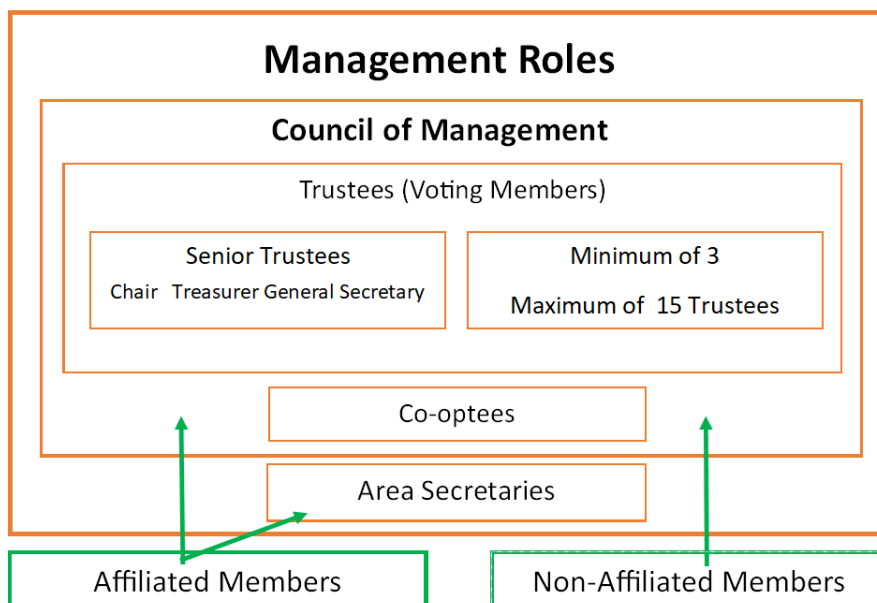 Management Roles
Council of Management
Trustees (Voting Members)
Senior Trustees
Chair Treasurer General Secretary
Minimum of 3
Maximum of 15 Trustees
Co-optees
Area Secretaries
Affiliated Members
Non-Affiliated Members